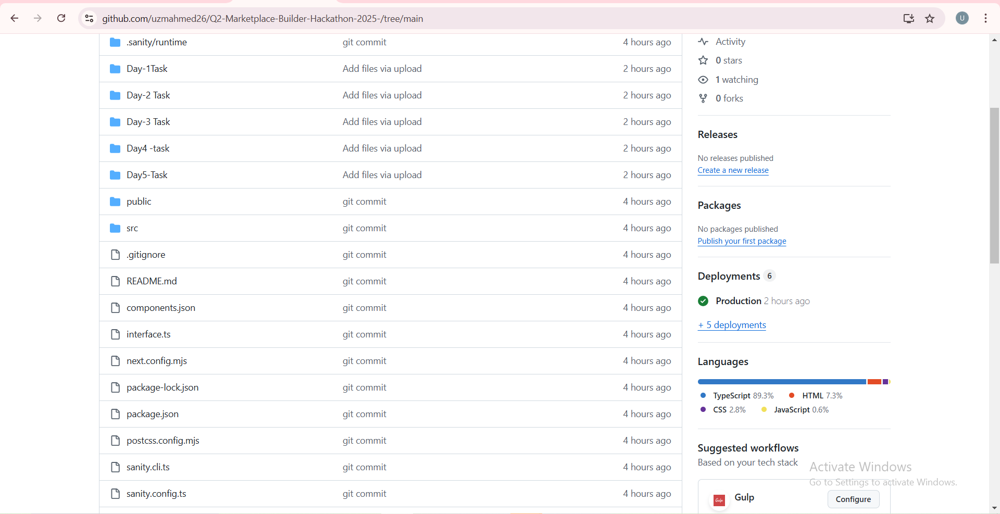 github.com/uzmahmed26/Q2-Marketplace-Builder-Hackathon-2025-/tree/main
U
.sanity/runtime git commit 4 hours ago
Day-1Task Add files via upload 2 hours ago
Day-2 Task Add files via upload 2 hours ago
Day-3 Task Add files via upload 2 hours ago
Day4 -task Add files via upload 2 hours ago
Day5-Task Add files via upload 2 hours ago
public git commit 4 hours ago
src git commit 4 hours ago
.gitignore git commit 4 hours ago
README.md git commit 4 hours ago
components.json git commit 4 hours ago
interface.ts git commit 4 hours ago
next.config.mjs git commit 4 hours ago
package-lock.json git commit 4 hours ago
package.json git commit 4 hours ago
postcss.config.mjs git commit 4 hours ago
sanity.cli.ts git commit 4 hours ago
sanity.config.ts git commit 4 hours ago
Activity
0 stars
1 watching
0 forks
Releases
No releases published
Create a new release
Packages
No packages published
Publish your first package
Deployments 6
Production 2 hours ago
+ 5 deployments
Languages
TypeScript 89.3% HTML 7.3%
CSS 2.8% JavaScript 0.6%
Suggested workflows
Based on your tech stack
Gulp Gulp Configure
Activate Windows
Go to Settings to activate Windows.